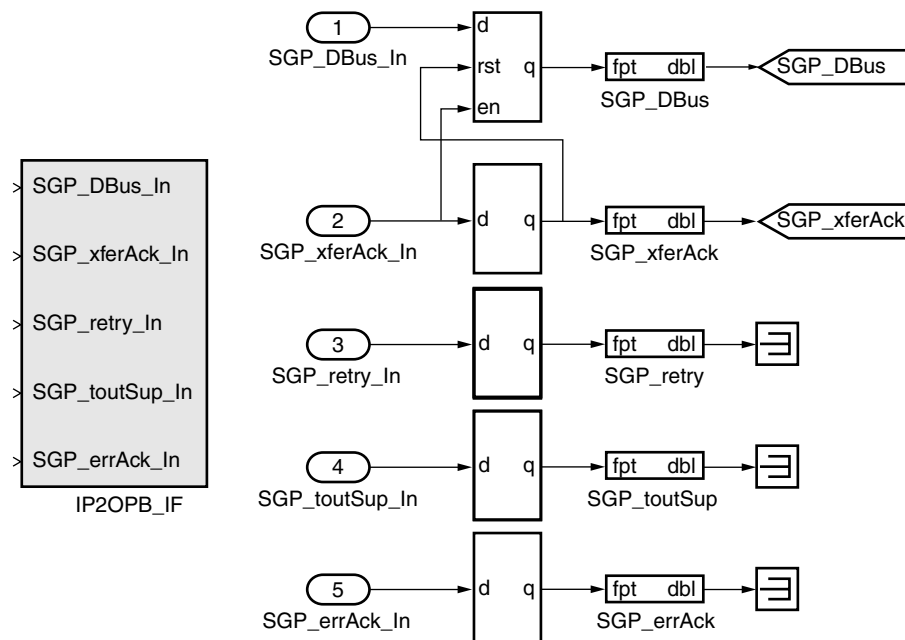 SGP_DBus_In
SGP_xferAck_In
SGP_retry_In
SGP_toutSup_In
SGP_errAck_In
IP2OPB_IF
1
SGP_DBus_In
d
rst
q
en
fpt dbl
SGP_DBus
SGP_DBus
2
SGP_xferAck_In
d q
fpt dbl
SGP_xferAck
SGP_xferAck
3
SGP_retry_In
d q
fpt dbl
SGP_retry
4
SGP_toutSup_In
d q
fpt dbl
SGP_toutSup
5
SGP_errAck_In
d q
fpt dbl
SGP_errAck